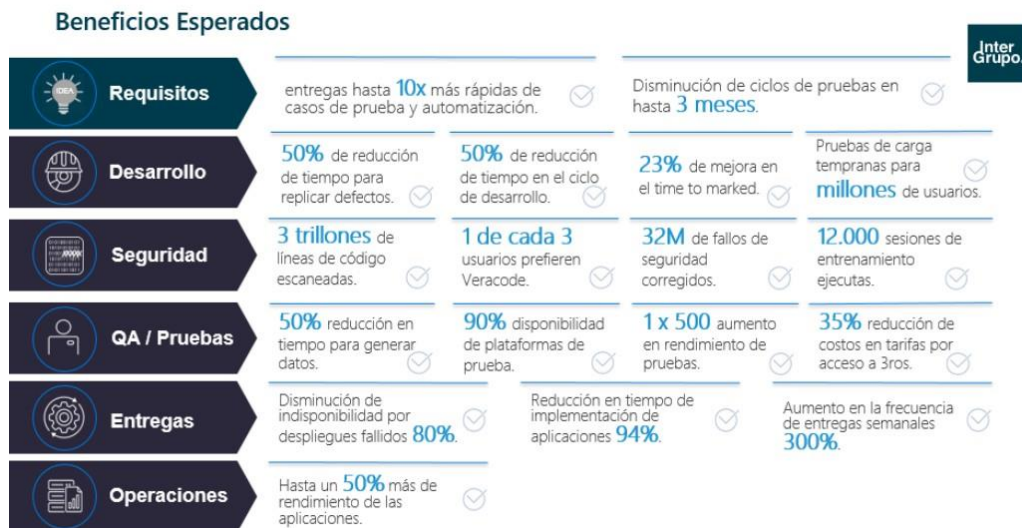 Beneficios Esperados
Inter
Grupo.
IDEA
Requisitos
entregas hasta 10x más rápidas de
casos de prueba y automatización.
Disminución de ciclos de pruebas en
hasta 3 meses.
Desarrollo
50% de reducción
de tiempo para
replicar defectos.
50% de reducción
de tiempo en el ciclo
de desarrollo.
23% de mejora en
el time to marked.
Pruebas de carga
tempranas para
millones de usuarios.
Seguridad
3 trillones de
líneas de código
escaneadas.
1 de cada 3
usuarios prefieren
Veracode.
32M de fallos de
seguridad
corregidos.
12.000 sesiones de
entrenamiento
ejecutas.
QA / Pruebas
50% reducción en
tiempo para generar
datos.
90% disponibilidad
de plataformas de
prueba.
1 x 500 aumento
en rendimiento de
pruebas.
35% reducción de
costos en tarifas por
acceso a 3ros.
Entregas
Disminución de
indisponibilidad por
despliegues fallidos 80%.
Reducción en tiempo de
implementación de
aplicaciones 94%.
Aumento en la frecuencia
de entregas semanales
300%.
Operaciones
Hasta un 50% más de
rendimiento de las
aplicaciones.